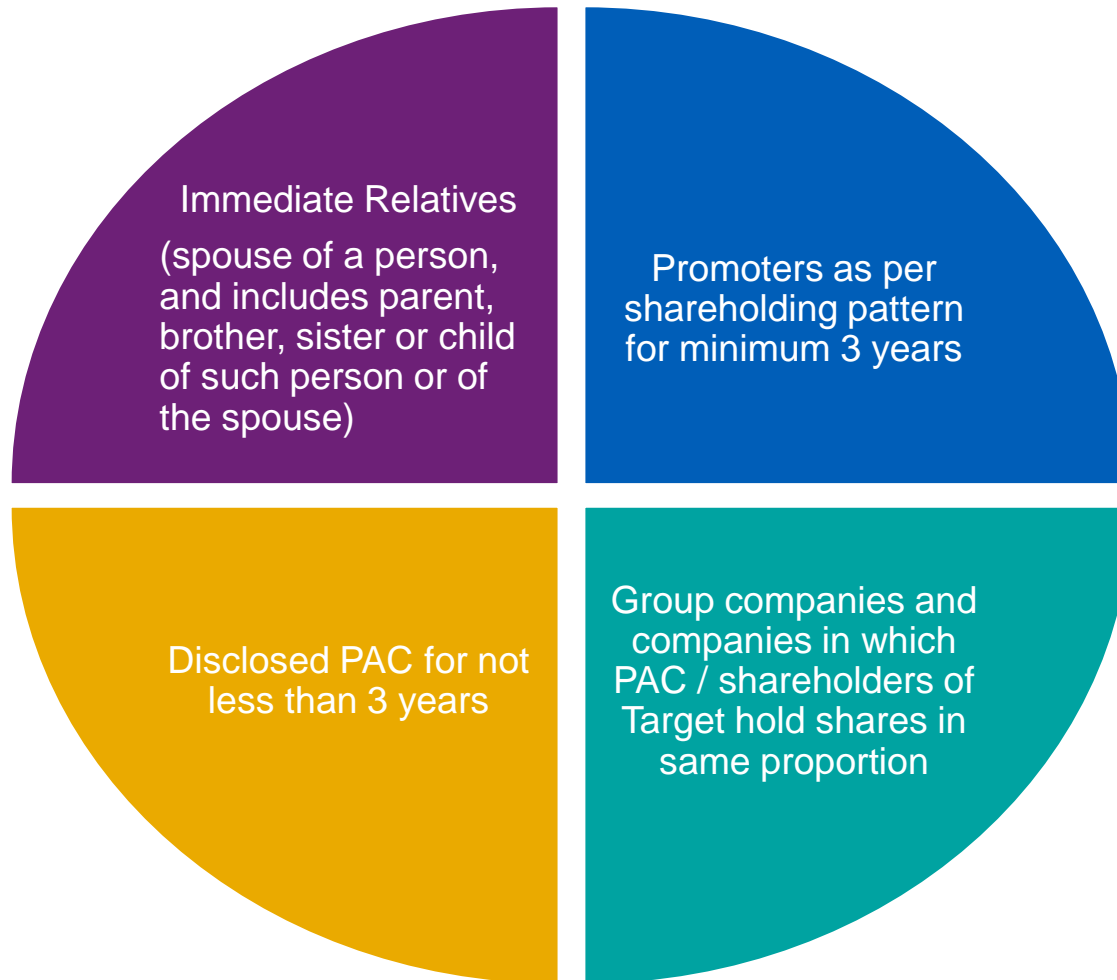 Immediate Relatives
(spouse of a person,
and includes parent,
brother, sister or child
of such person or of
the spouse)
Promoters as per
shareholding pattern
for minimum 3 years
Disclosed PAC for not
less than 3 years
Group companies and
companies in which
PAC / shareholders of
Target hold shares in
same proportion